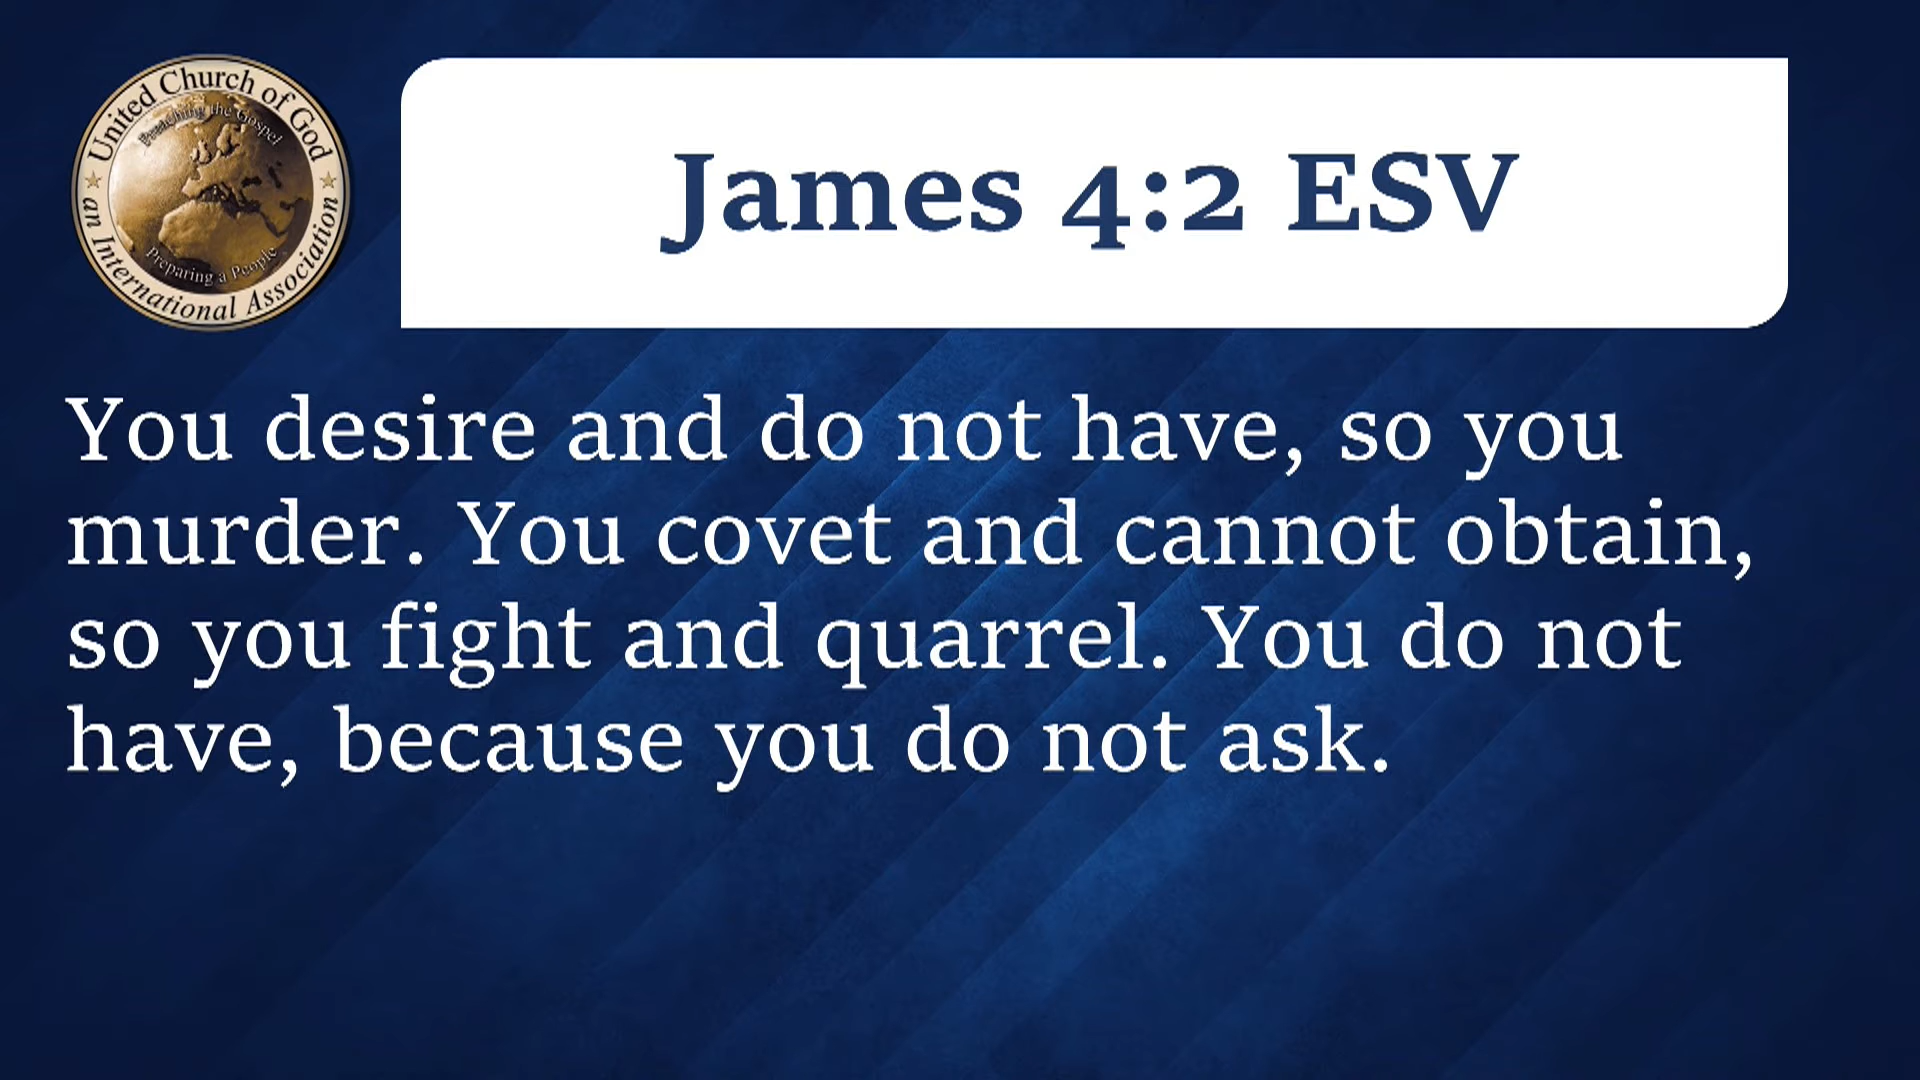 United Church of God
Preaching the Gospel
Preparing a People
an International Association
James 4:2 ESV
You desire and do not have, so you
murder. You covet and cannot obtain,
so you fight and quarrel. You do not
have, because you do not ask.